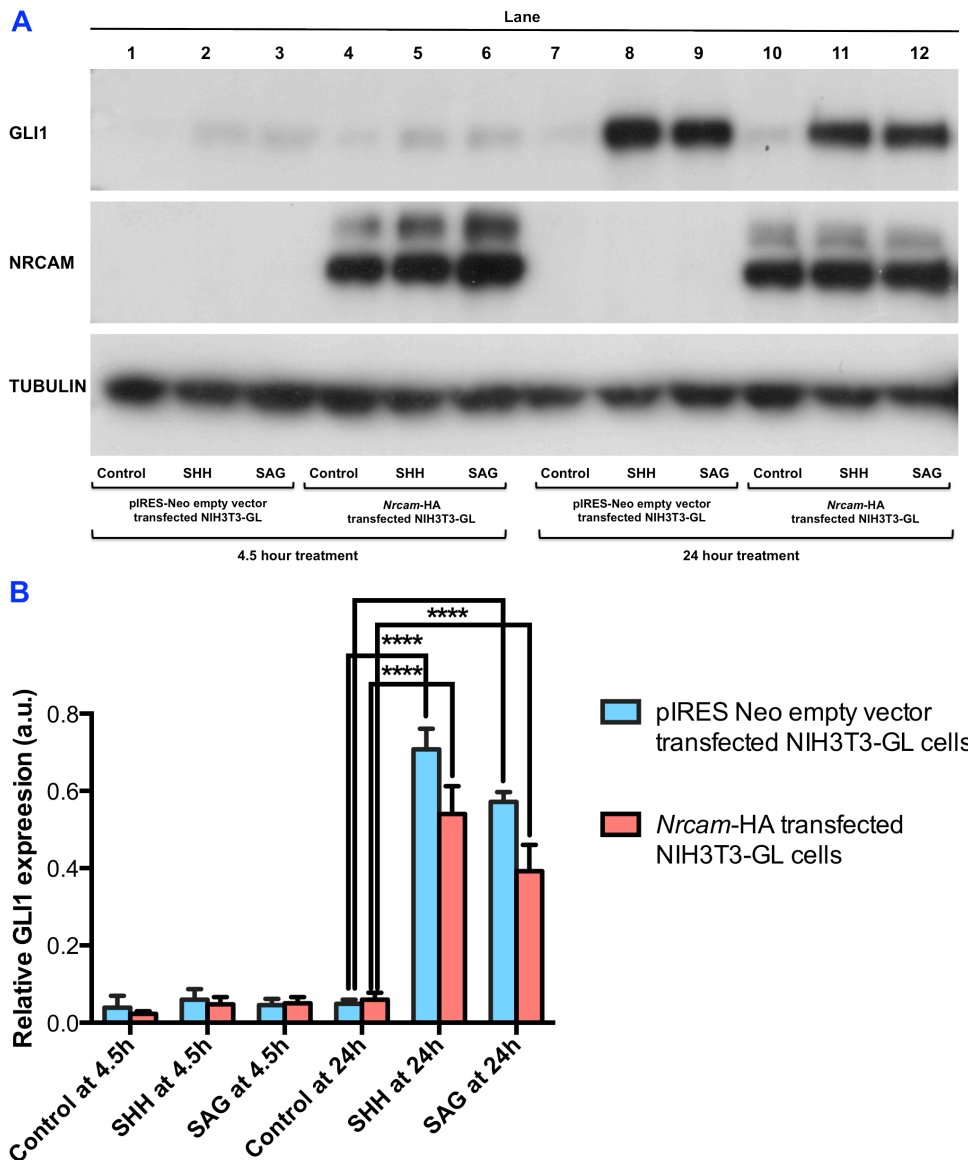 A
Lane
1 2 3 4 5 6 7 8 9 10 11 12
GLI1
NRCAM
TUBULIN
Control SHH SAG Control SHH SAG Control SHH SAG Control SHH SAG
pIRES-Neo empty vector
transfected NIH3T3-GL
Nrcam-HA
transfected NIH3T3-GL
pIRES-Neo empty vector
transfected NIH3T3-GL
Nrcam-HA
transfected NIH3T3-GL
4.5 hour treatment
24 hour treatment
B
****
****
****
Relative GLI1 expreesion (a.u.)
0.8
0.6
0.4
0.2
0.0
Control at 4.5h
SHH at 4.5h
SAG at 4.5h
Control at 24h
SHH at 24h
SAG at 24h
pIRES Neo empty vector
transfected NIH3T3-GL cells
Nrcam-HA transfected
NIH3T3-GL cells